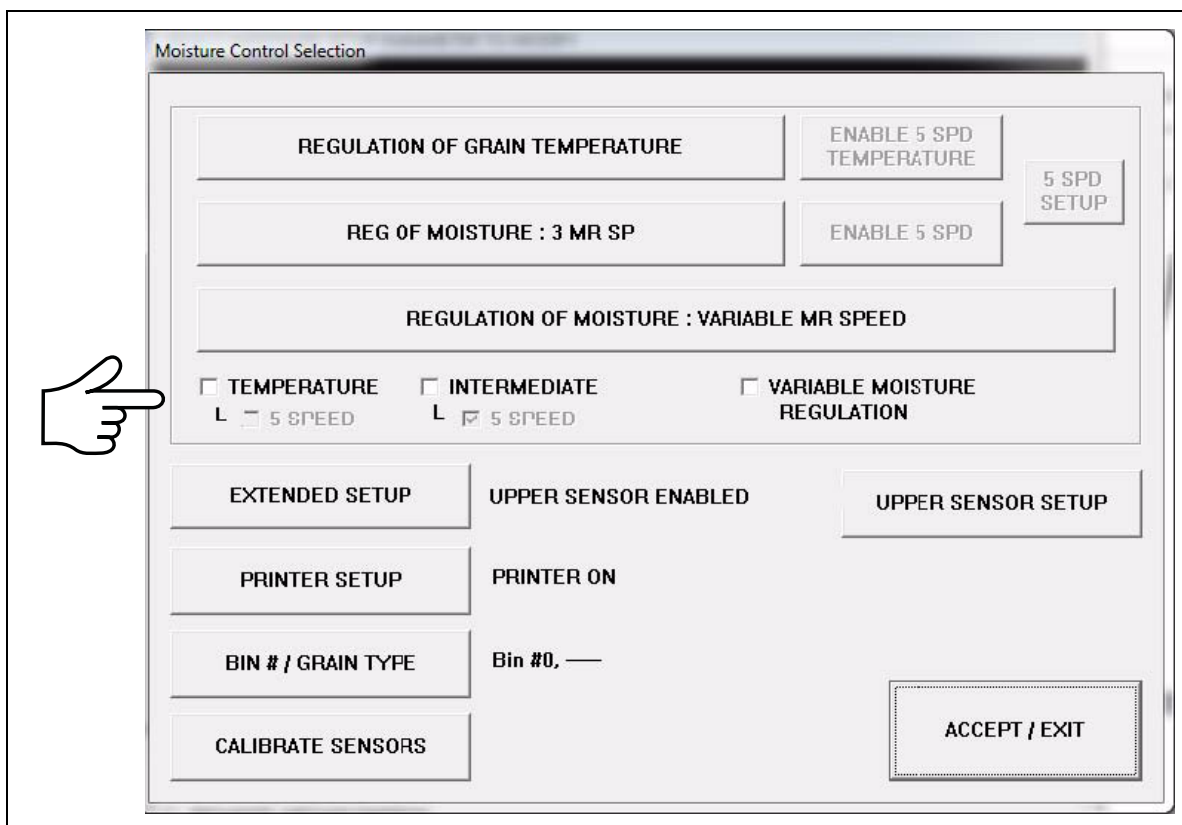 Moisture Control Selection
REGULATION OF GRAIN TEMPERATURE
ENABLE 5 SPD
TEMPERATURE
5 SPD
SETUP
REG OF MOISTURE : 3 MR SP
ENABLE 5 SPD
REGULATION OF MOISTURE : VARIABLE MR SPEED
TEMPERATURE
L 5 SPEED
INTERMEDIATE
L 5 SPEED
VARIABLE MOISTURE
REGULATION
EXTENDED SETUP
UPPER SENSOR ENABLED
UPPER SENSOR SETUP
PRINTER SETUP
PRINTER ON
BIN # / GRAIN TYPE
Bin #0, ——
CALIBRATE SENSORS
ACCEPT / EXIT